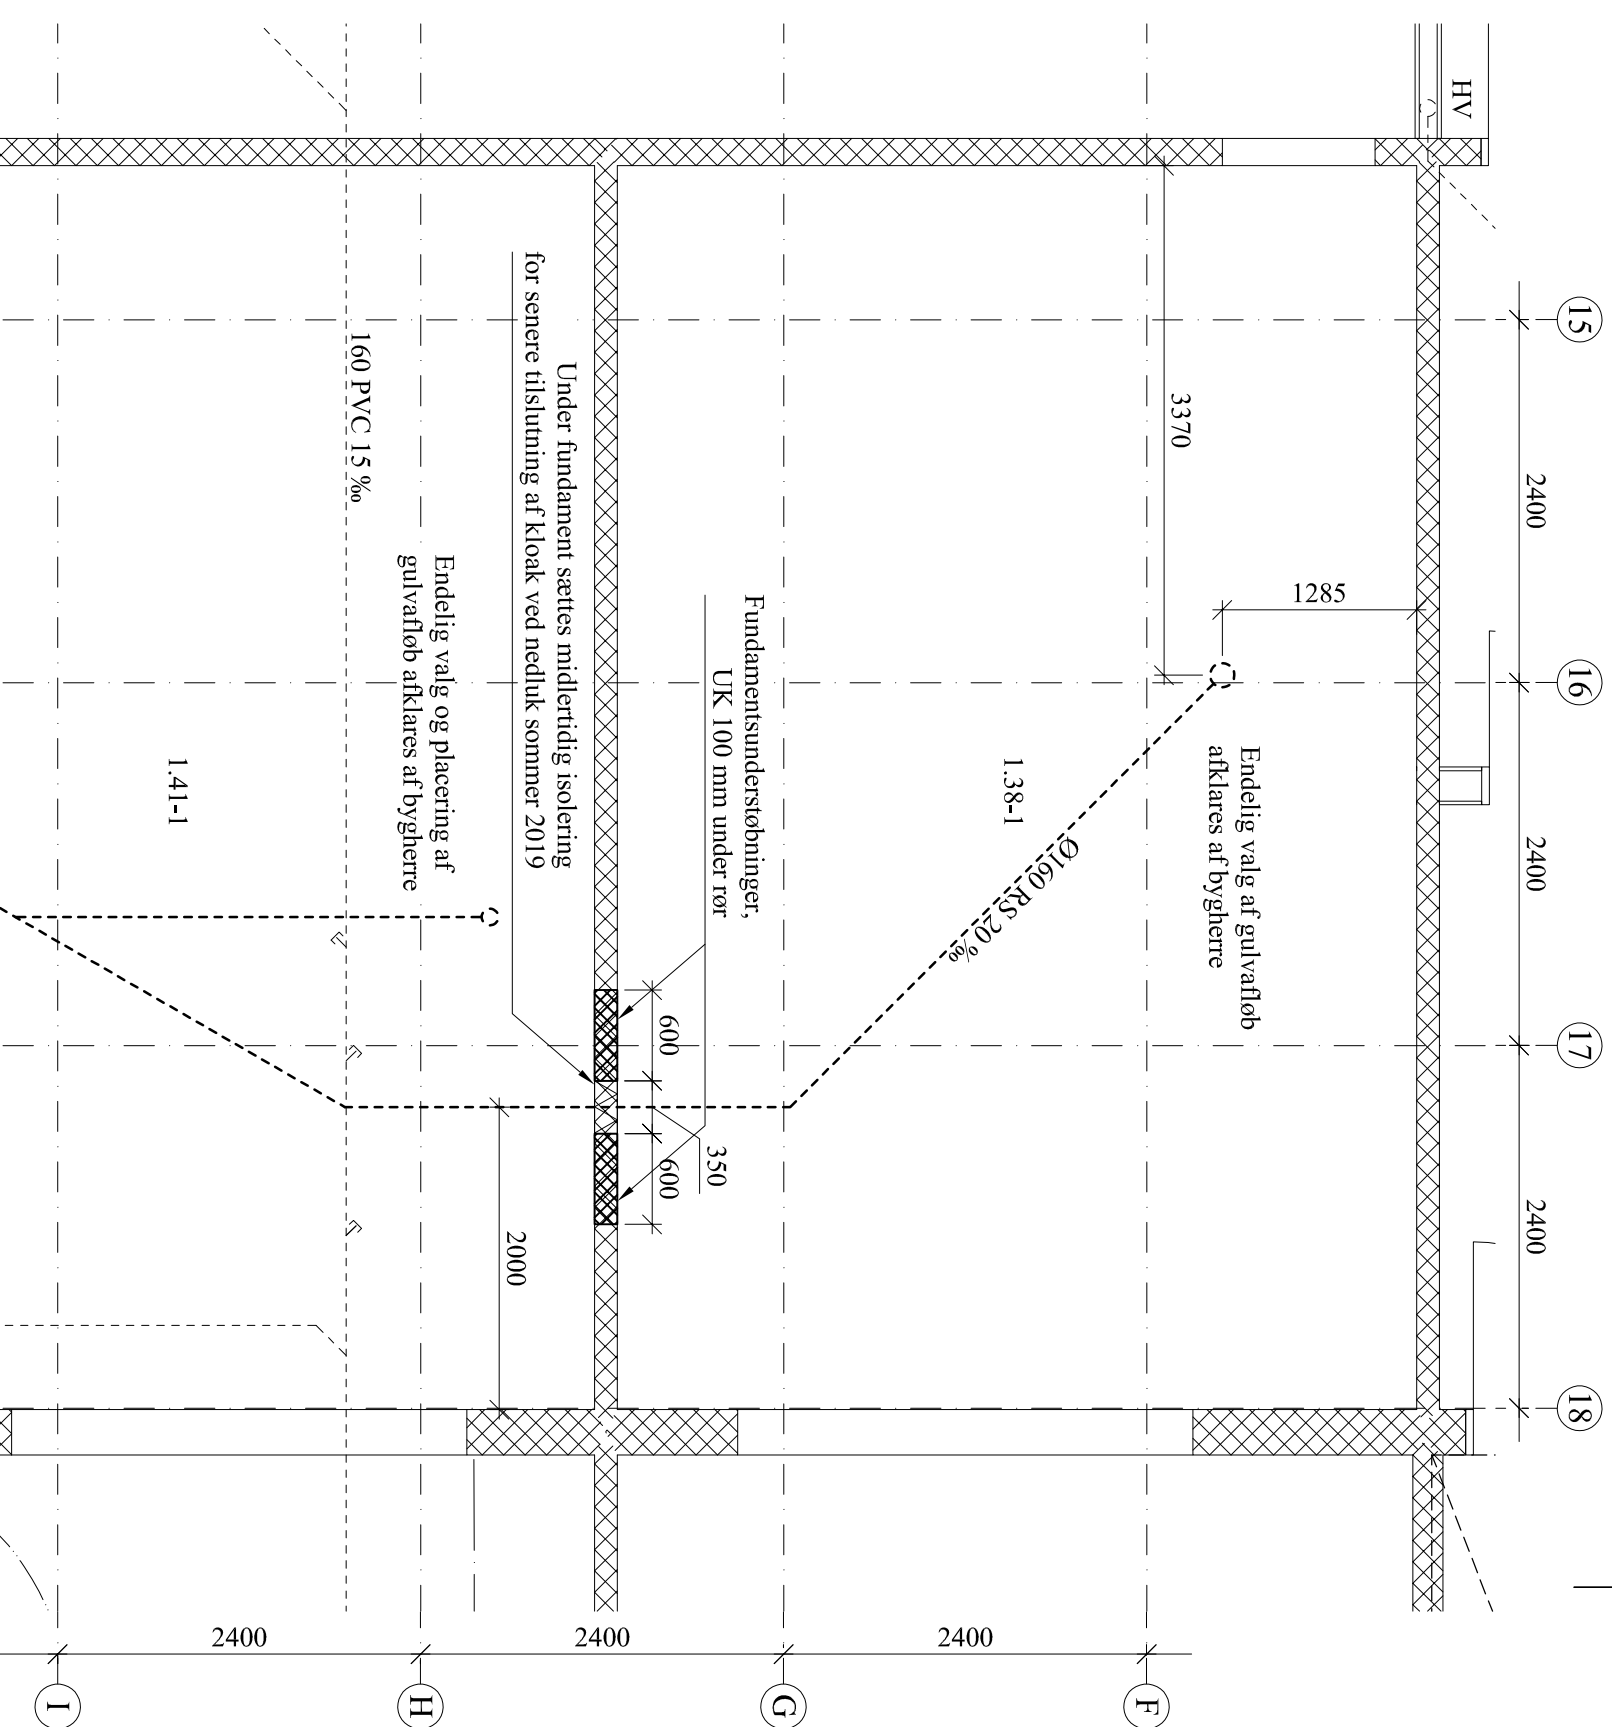 HV
15
16
17
18
2400
2400
2400
1285
3370
Endelig valg af gulvafløb
afklares af bygherre
1.38-1
Ø160 RS 20 ‰
Fundamentsunderstøbninger,
UK 100 mm under rør
600
350
600
Under fundament sættes midlertidig isolering
for senere tilslutning af kloak ved nedluk sommer 2019
2000
Endelig valg og placering af
gulvafløb afklares af bygherre
160 PVC 15 ‰
1.41-1
2400
2400
2400
F
G
H
I